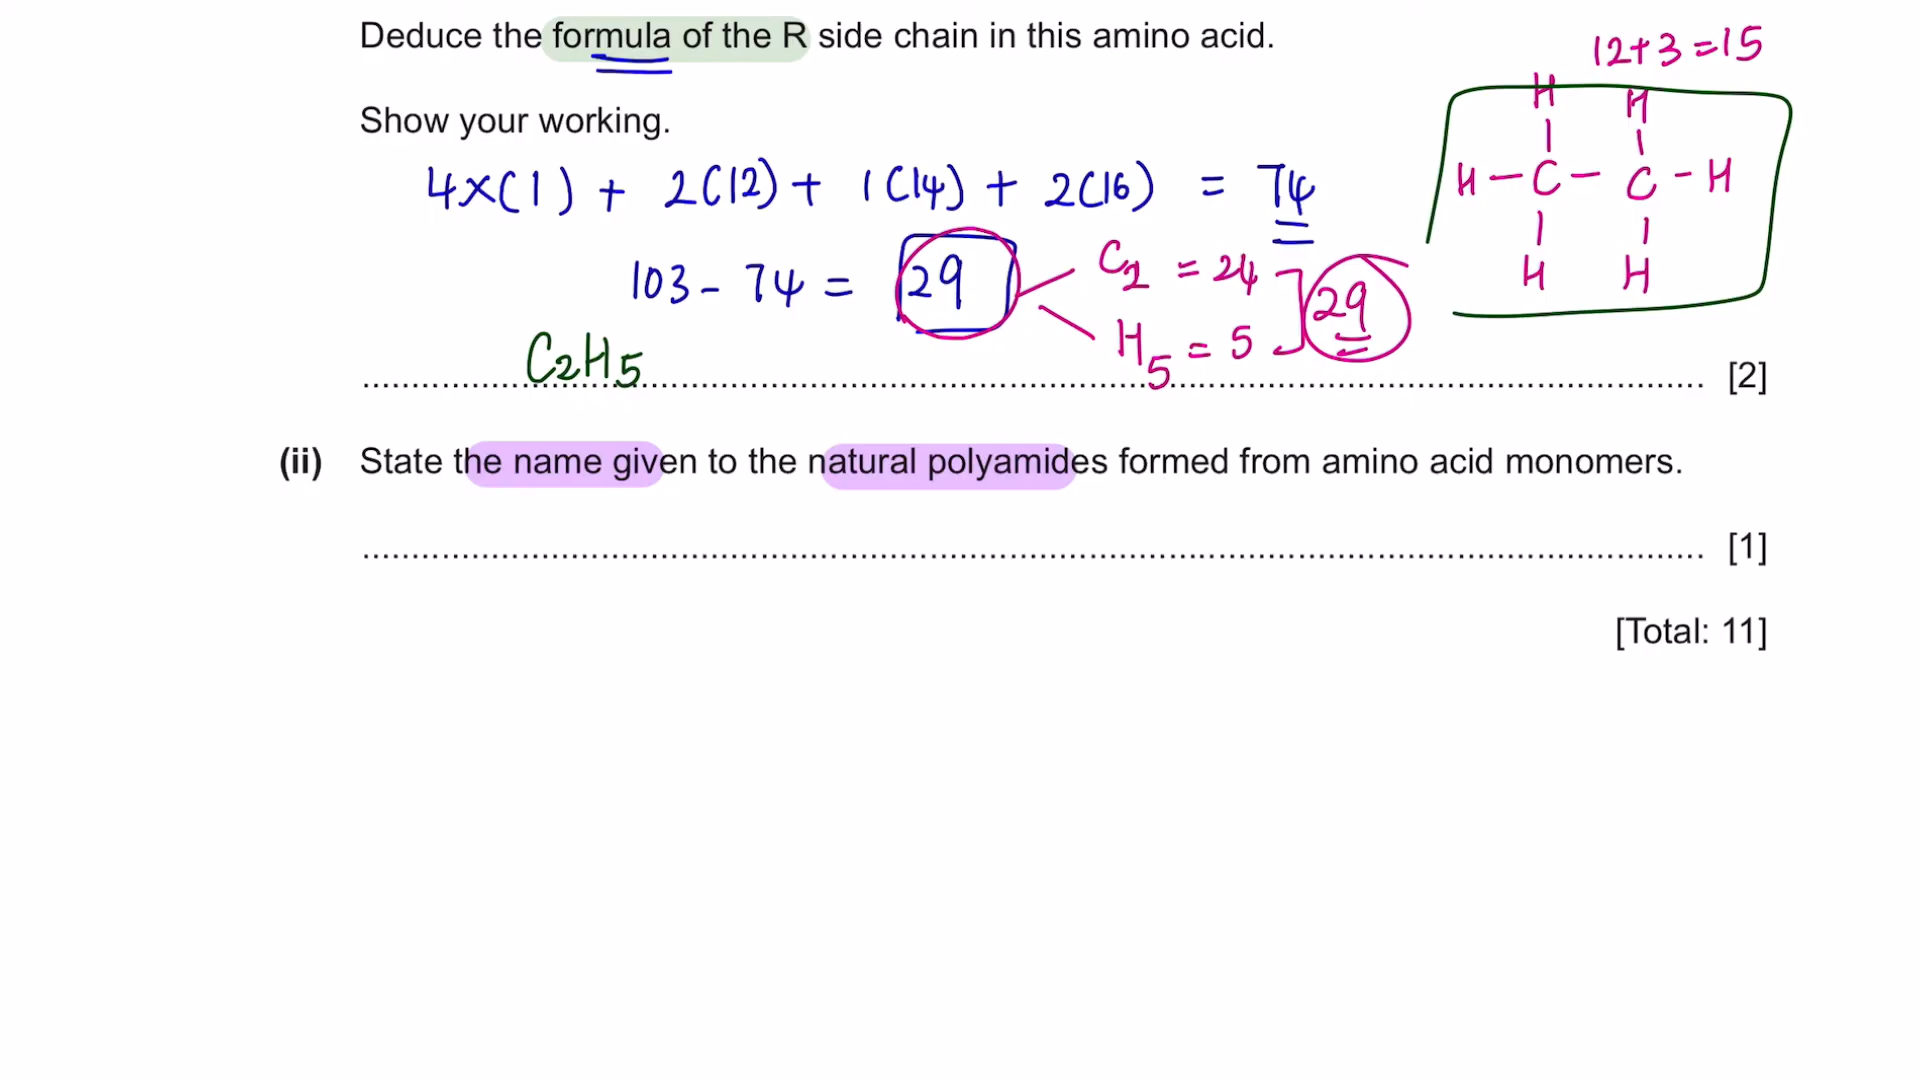 Deduce the formula of the R side chain in this amino acid.
12+3=15
Show your working.
4×(1) + 2(12) + 1(14) + 2(16) = 74
H H
H – C – C – H
H H
103 - 74 = 29
C2 = 24
H5 = 5
29
C2H5
[2]
(ii) State the name given to the natural polyamides formed from amino acid monomers.
[1]
[Total: 11]